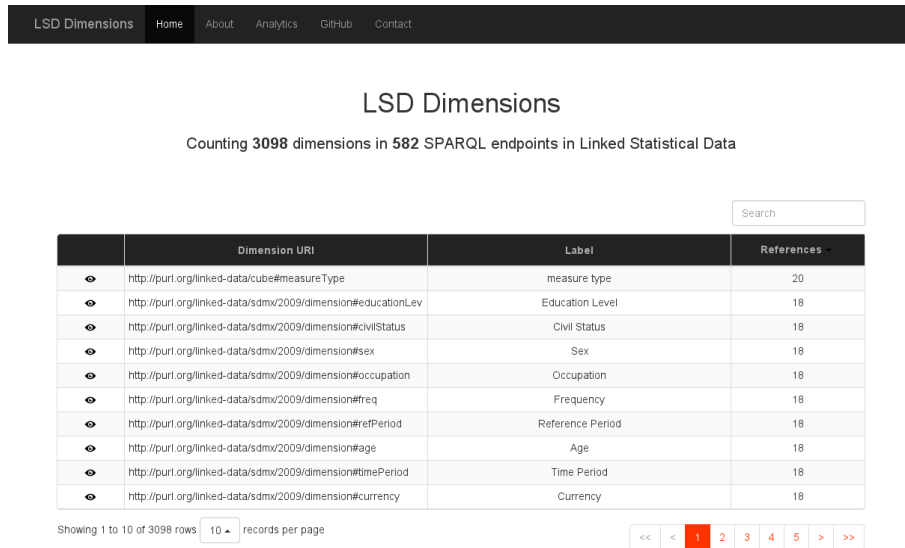 LSD Dimensions Home About Analytics GitHub Contact
LSD Dimensions
Counting 3098 dimensions in 582 SPARQL endpoints in Linked Statistical Data
Search
Dimension URI Label References
http://purl.org/linked-data/cube#measureType measure type 20
http://purl.org/linked-data/sdmx/2009/dimension#educationLev Education Level 18
http://purl.org/linked-data/sdmx/2009/dimension#civilStatus Civil Status 18
http://purl.org/linked-data/sdmx/2009/dimension#sex Sex 18
http://purl.org/linked-data/sdmx/2009/dimension#occupation Occupation 18
http://purl.org/linked-data/sdmx/2009/dimension#freq Frequency 18
http://purl.org/linked-data/sdmx/2009/dimension#refPeriod Reference Period 18
http://purl.org/linked-data/sdmx/2009/dimension#age Age 18
http://purl.org/linked-data/sdmx/2009/dimension#timePeriod Time Period 18
http://purl.org/linked-data/sdmx/2009/dimension#currency Currency 18
Showing 1 to 10 of 3098 rows 10 records per page << < 1 2 3 4 5 > >>